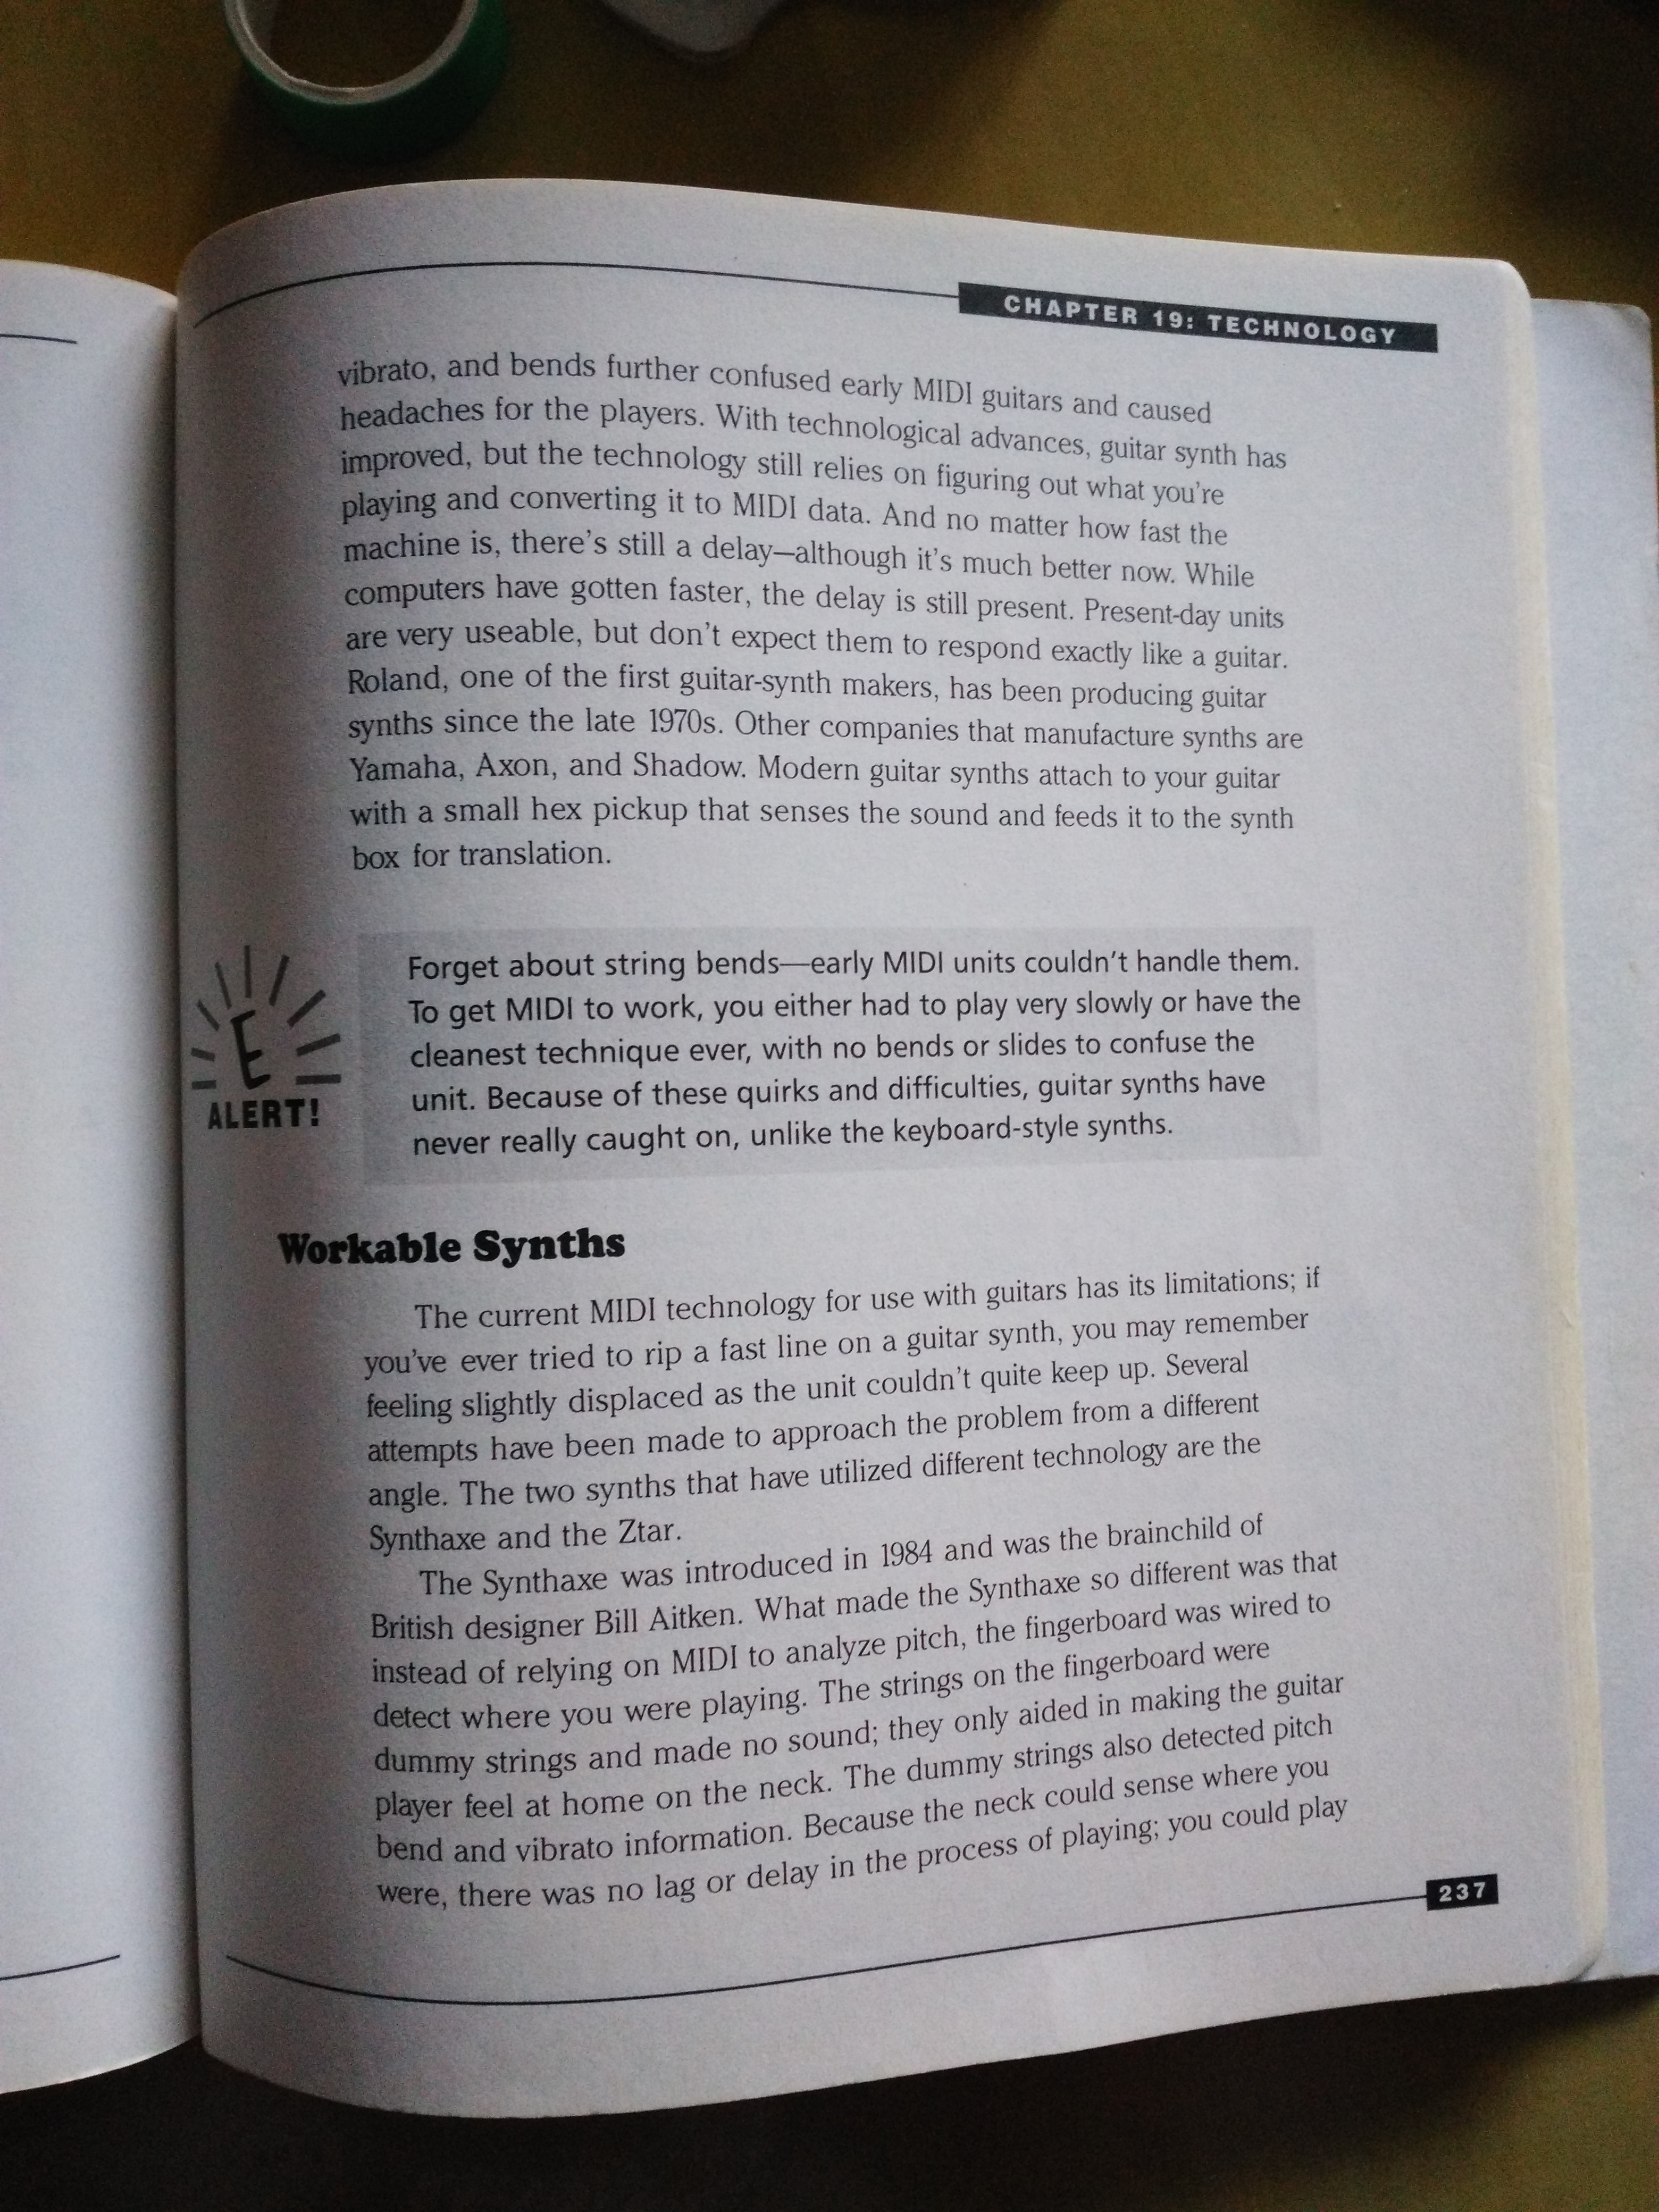 CHAPTER 19: TECHNOLOGY
vibrato, and bends further confused early MIDI guitars and caused
headaches for the players. With technological advances, guitar synth has
improved, but the technology still relies on figuring out what you're
playing and converting it to MIDI data. And no matter how fast the
machine is, there's still a delay—although it's much better now. While
computers have gotten faster, the delay is still present. Present-day units
are very useable, but don't expect them to respond exactly like a guitar.
Roland, one of the first guitar-synth makers, has been producing guitar
synths since the late 1970s. Other companies that manufacture synths are
Yamaha, Axon, and Shadow. Modern guitar synths attach to your guitar
with a small hex pickup that senses the sound and feeds it to the synth
box for translation.
E
ALERT!
Forget about string bends—early MIDI units couldn't handle them.
To get MIDI to work, you either had to play very slowly or have the
cleanest technique ever, with no bends or slides to confuse the
unit. Because of these quirks and difficulties, guitar synths have
never really caught on, unlike the keyboard-style synths.
Workable Synths
The current MIDI technology for use with guitars has its limitations; if
you've ever tried to rip a fast line on a guitar synth, you may remember
feeling slightly displaced as the unit couldn't quite keep up. Several
attempts have been made to approach the problem from a different
angle. The two synths that have utilized different technology are the
Synthaxe and the Ztar.
The Synthaxe was introduced in 1984 and was the brainchild of
British designer Bill Aitken. What made the Synthaxe so different was that
instead of relying on MIDI to analyze pitch, the fingerboard was wired to
detect where you were playing. The strings on the fingerboard were
dummy strings and made no sound; they only aided in making the guitar
player feel at home on the neck. The dummy strings also detected pitch
bend and vibrato information. Because the neck could sense where you
were, there was no lag or delay in the process of playing; you could play
237